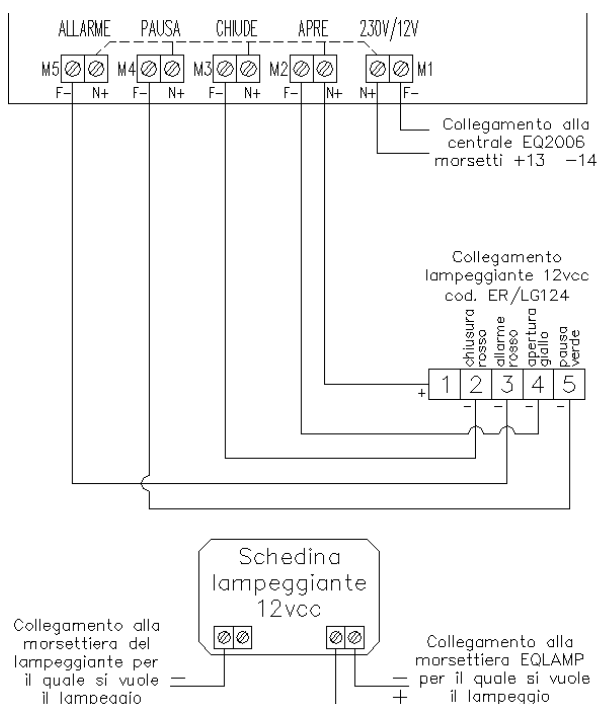 ALLARME PAUSA CHIUDE APRE 230V/12V
M5 M4 M3 M2 M1
F- N+ F- N+ F- N+ F- N+ N+ F-
Collegamento alla
centrale EQ2006
morsetti +13 -14
Collegamento
lampeggiante 12vcc
cod. ER/LG124
chiusura
rosso
allarme
rosso
apertura
giallo
pausa
verde
+ 1 2 3 4 5
- - - -
Schedina
lampeggiante
12vcc
Collegamento alla
morsettiera del
lampeggiante per
il quale si vuole -
il lampeggio
Collegamento alla
morsettiera EQLAMP
- per il quale si vuole
+ il lampeggio